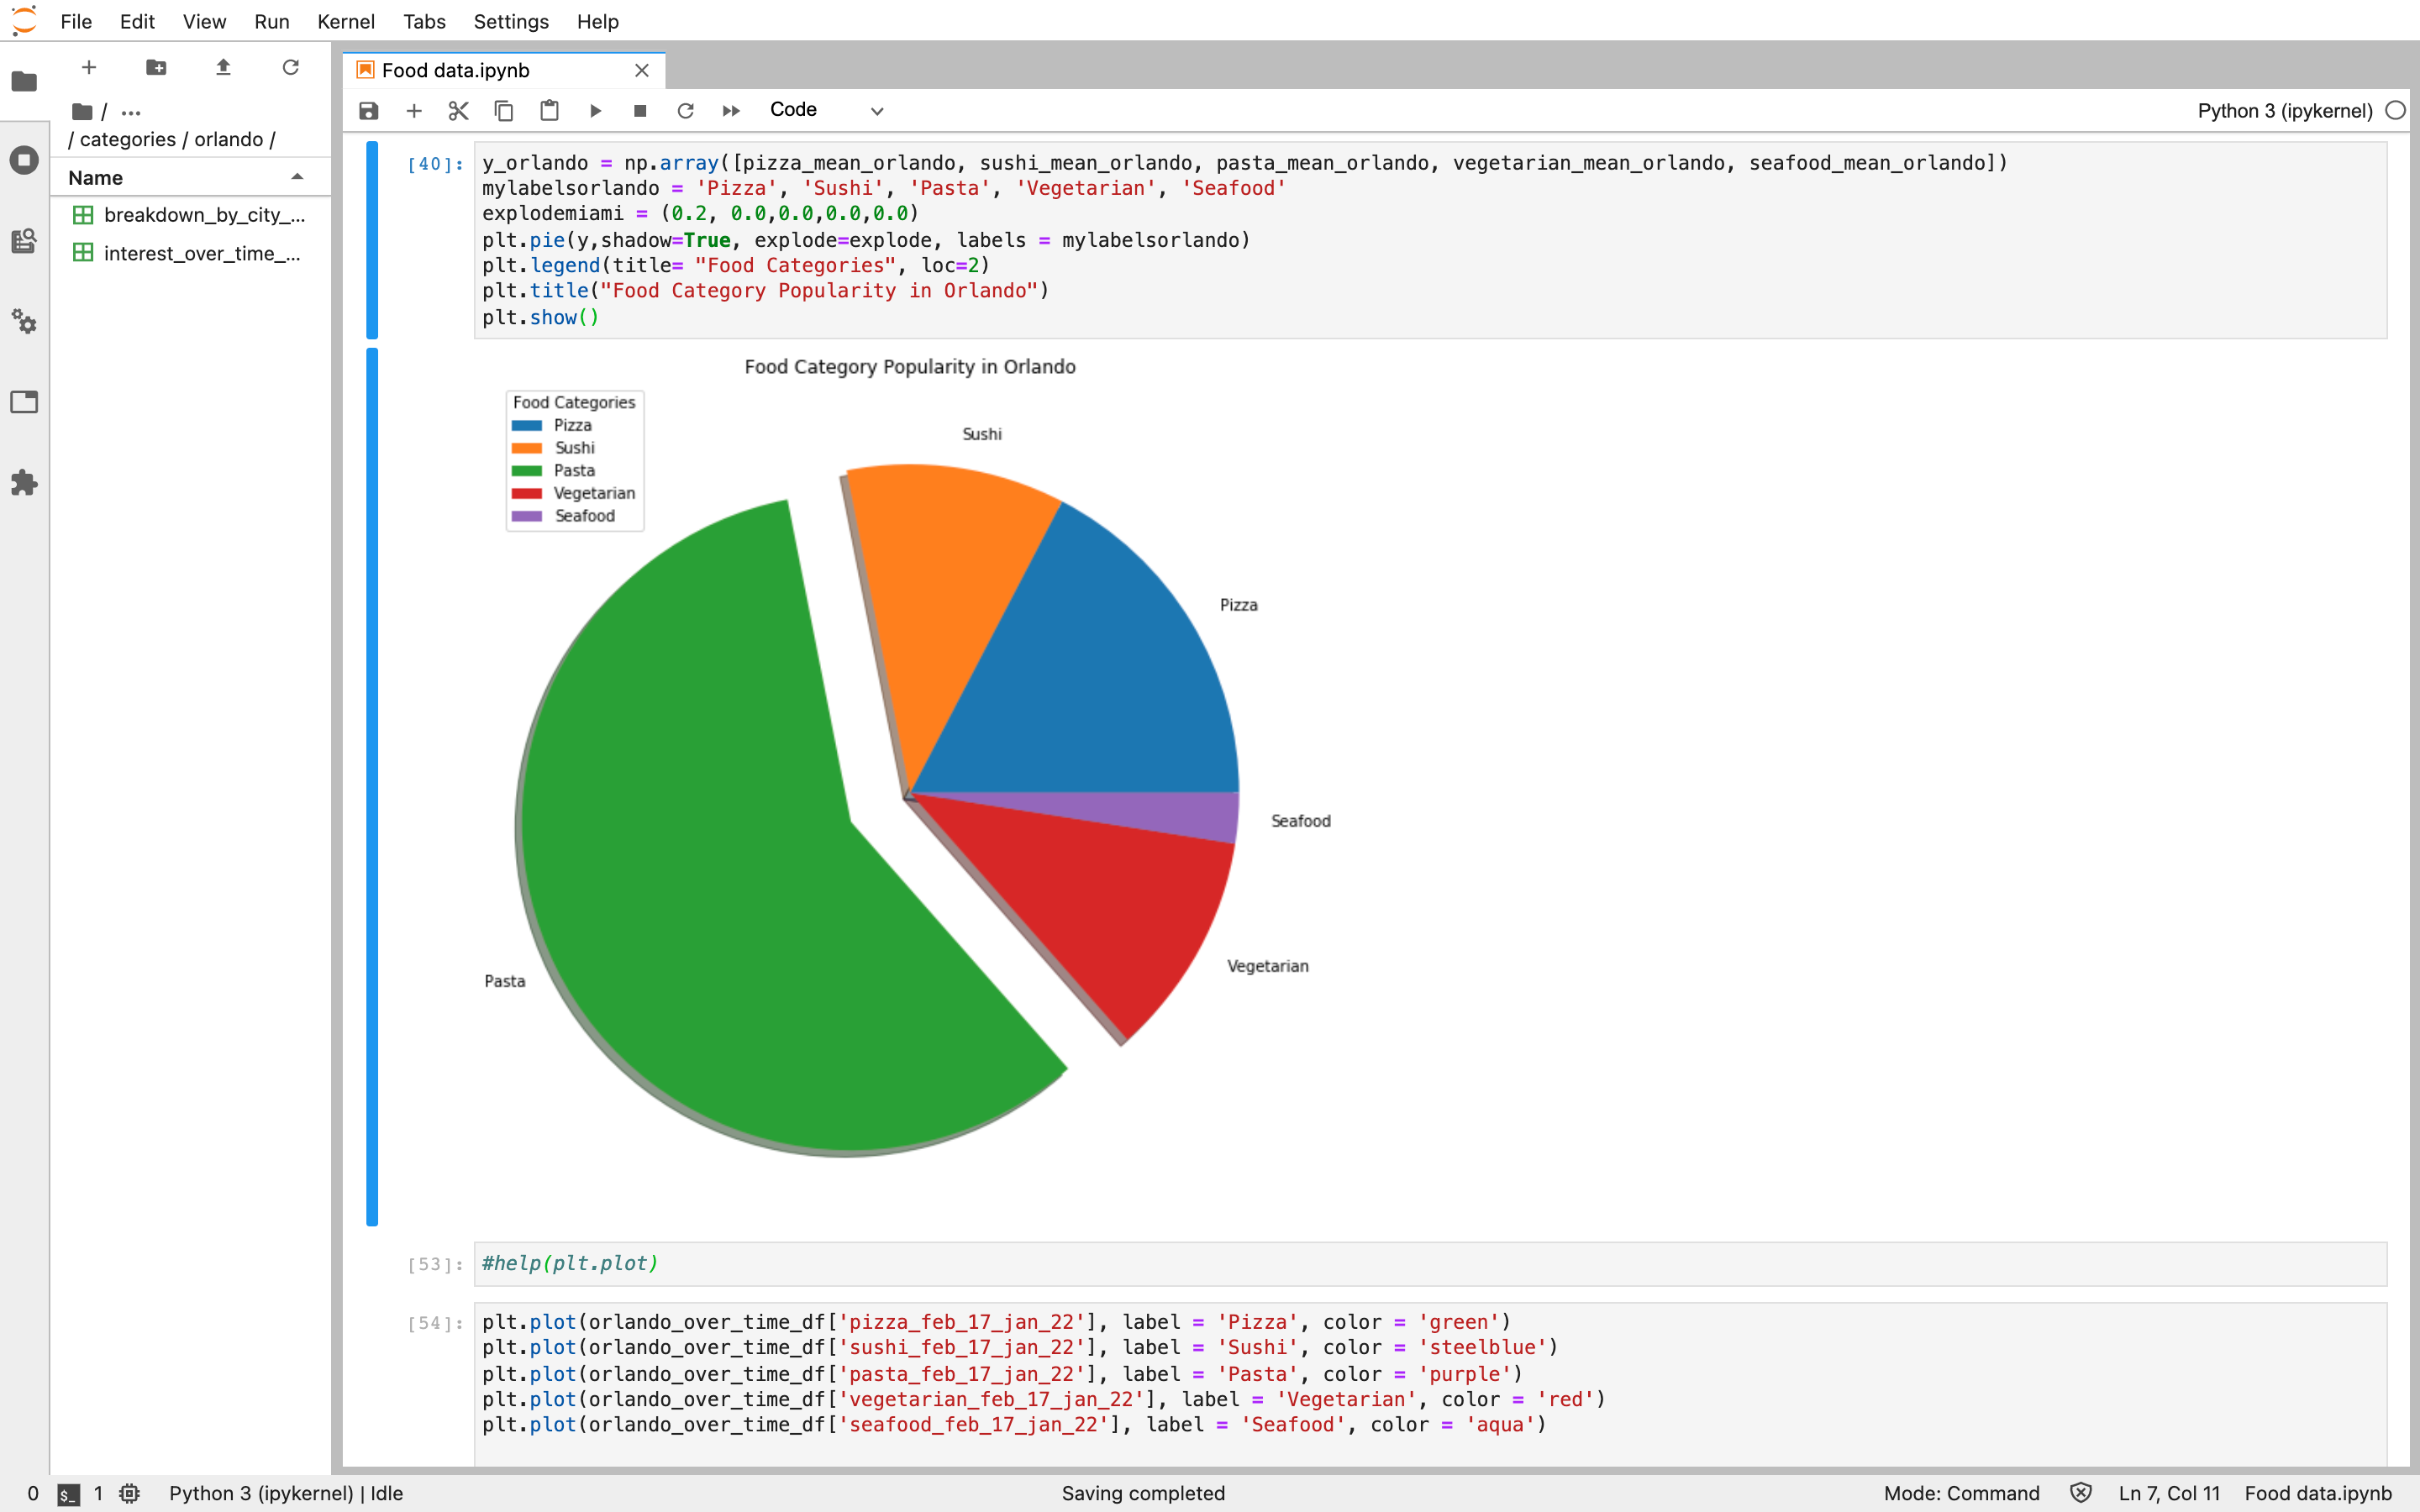 File Edit View Run Kernel Tabs Settings Help
/ ...
/ categories / orlando /
Name
breakdown_by_city_...
interest_over_time_...
Food data.ipynb
Code
Python 3 (ipykernel)
[40]:
y_orlando = np.array([pizza_mean_orlando, sushi_mean_orlando, pasta_mean_orlando, vegetarian_mean_orlando, seafood_mean_orlando])
mylabelsorlando = 'Pizza', 'Sushi', 'Pasta', 'Vegetarian', 'Seafood'
explodemiami = (0.2, 0.0,0.0,0.0,0.0)
plt.pie(y,shadow=True, explode=explode, labels = mylabelsorlando)
plt.legend(title= "Food Categories", loc=2)
plt.title("Food Category Popularity in Orlando")
plt.show()
Food Category Popularity in Orlando
Food Categories
Pizza
Sushi
Pasta
Vegetarian
Seafood
Sushi
Pizza
Seafood
Vegetarian
Pasta
[53]:
#help(plt.plot)
[54]:
plt.plot(orlando_over_time_df['pizza_feb_17_jan_22'], label = 'Pizza', color = 'green')
plt.plot(orlando_over_time_df['sushi_feb_17_jan_22'], label = 'Sushi', color = 'steelblue')
plt.plot(orlando_over_time_df['pasta_feb_17_jan_22'], label = 'Pasta', color = 'purple')
plt.plot(orlando_over_time_df['vegetarian_feb_17_jan_22'], label = 'Vegetarian', color = 'red')
plt.plot(orlando_over_time_df['seafood_feb_17_jan_22'], label = 'Seafood', color = 'aqua')
0 $_ 1 Python 3 (ipykernel) | Idle Saving completed Mode: Command Ln 7, Col 11 Food data.ipynb